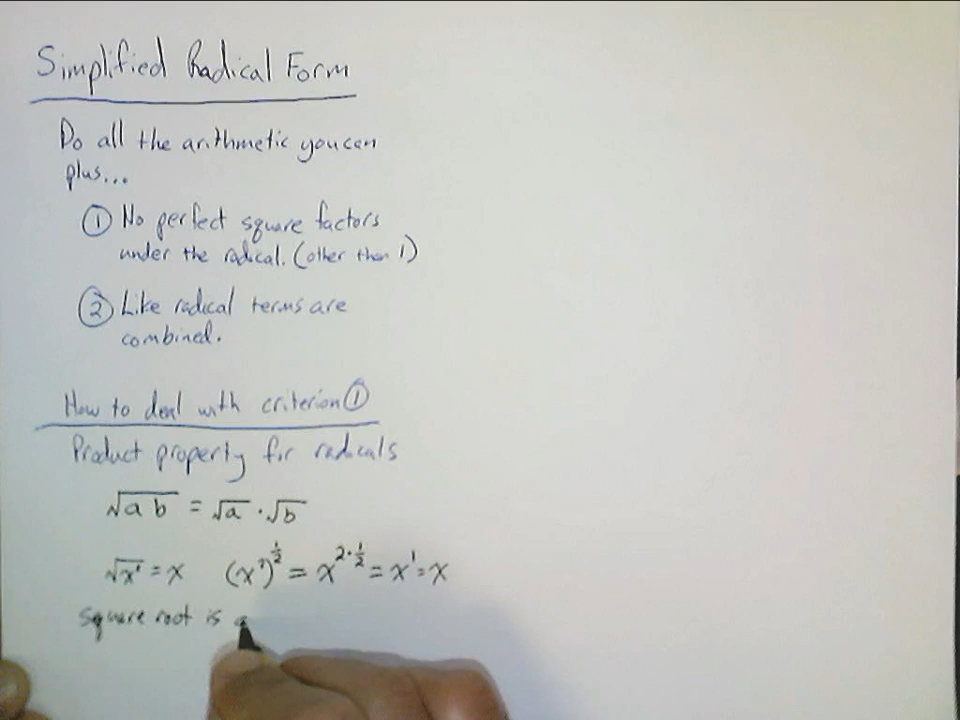 Simplified Radical Form
Do all the arithmetic you can
plus...
① No perfect square factors
under the radical. (other than 1)
② Like radical terms are
combined.
How to deal with criterion ①
Product property for radicals
√ab = √a · √b
√x² = x (x²)^½ = x^(2·½) = x¹ = x
square root is a